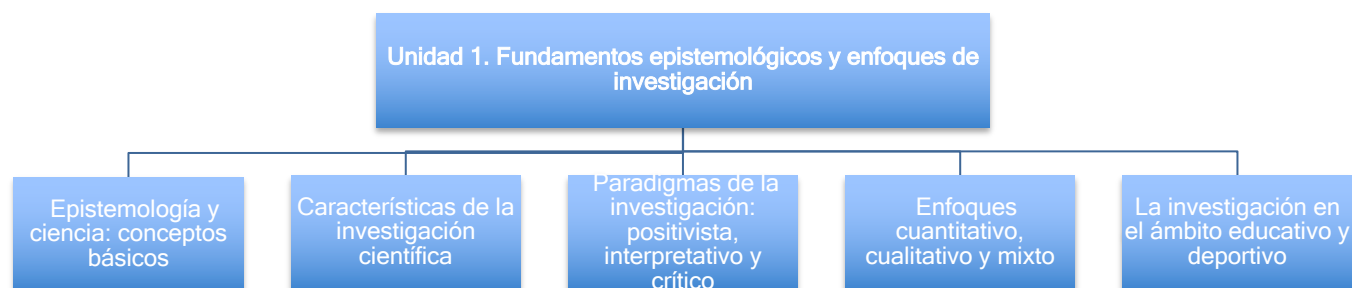 Unidad 1. Fundamentos epistemológicos y enfoques de
investigación
Epistemología y
ciencia: conceptos
básicos
Características de la
investigación
científica
Paradigmas de la
investigación:
positivista,
interpretativo y
crítico
Enfoques
cuantitativo,
cualitativo y mixto
La investigación en
el ámbito educativo y
deportivo